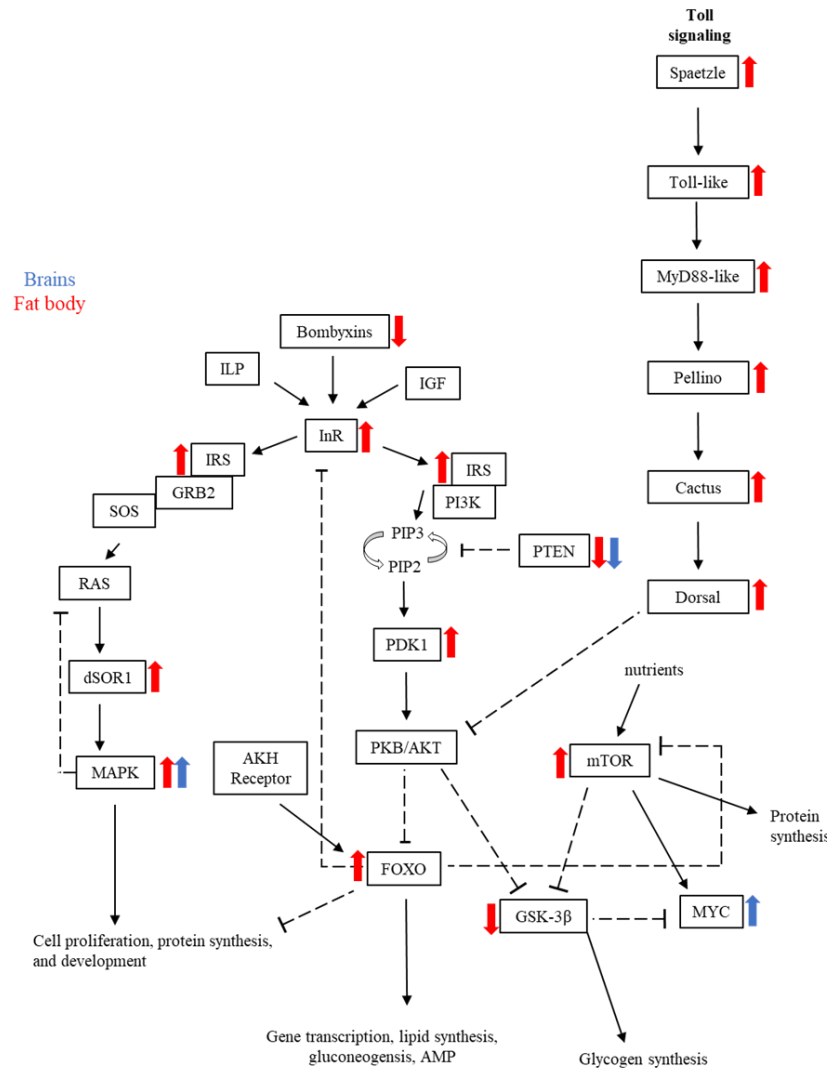 Toll
signaling
Spaetzle
Toll-like
Brains
Fat body
MyD88-like
Bombyxins
ILP
IGF
Pellino
InR
IRS
GRB2
SOS
IRS
PI3K
Cactus
PIP3
PIP2
PTEN
RAS
Dorsal
PDK1
dSOR1
nutrients
PKB/AKT
AKH
Receptor
mTOR
MAPK
Protein
synthesis
FOXO
GSK-3β
MYC
Cell proliferation, protein synthesis,
and development
Gene transcription, lipid synthesis,
gluconeogensis, AMP
Glycogen synthesis